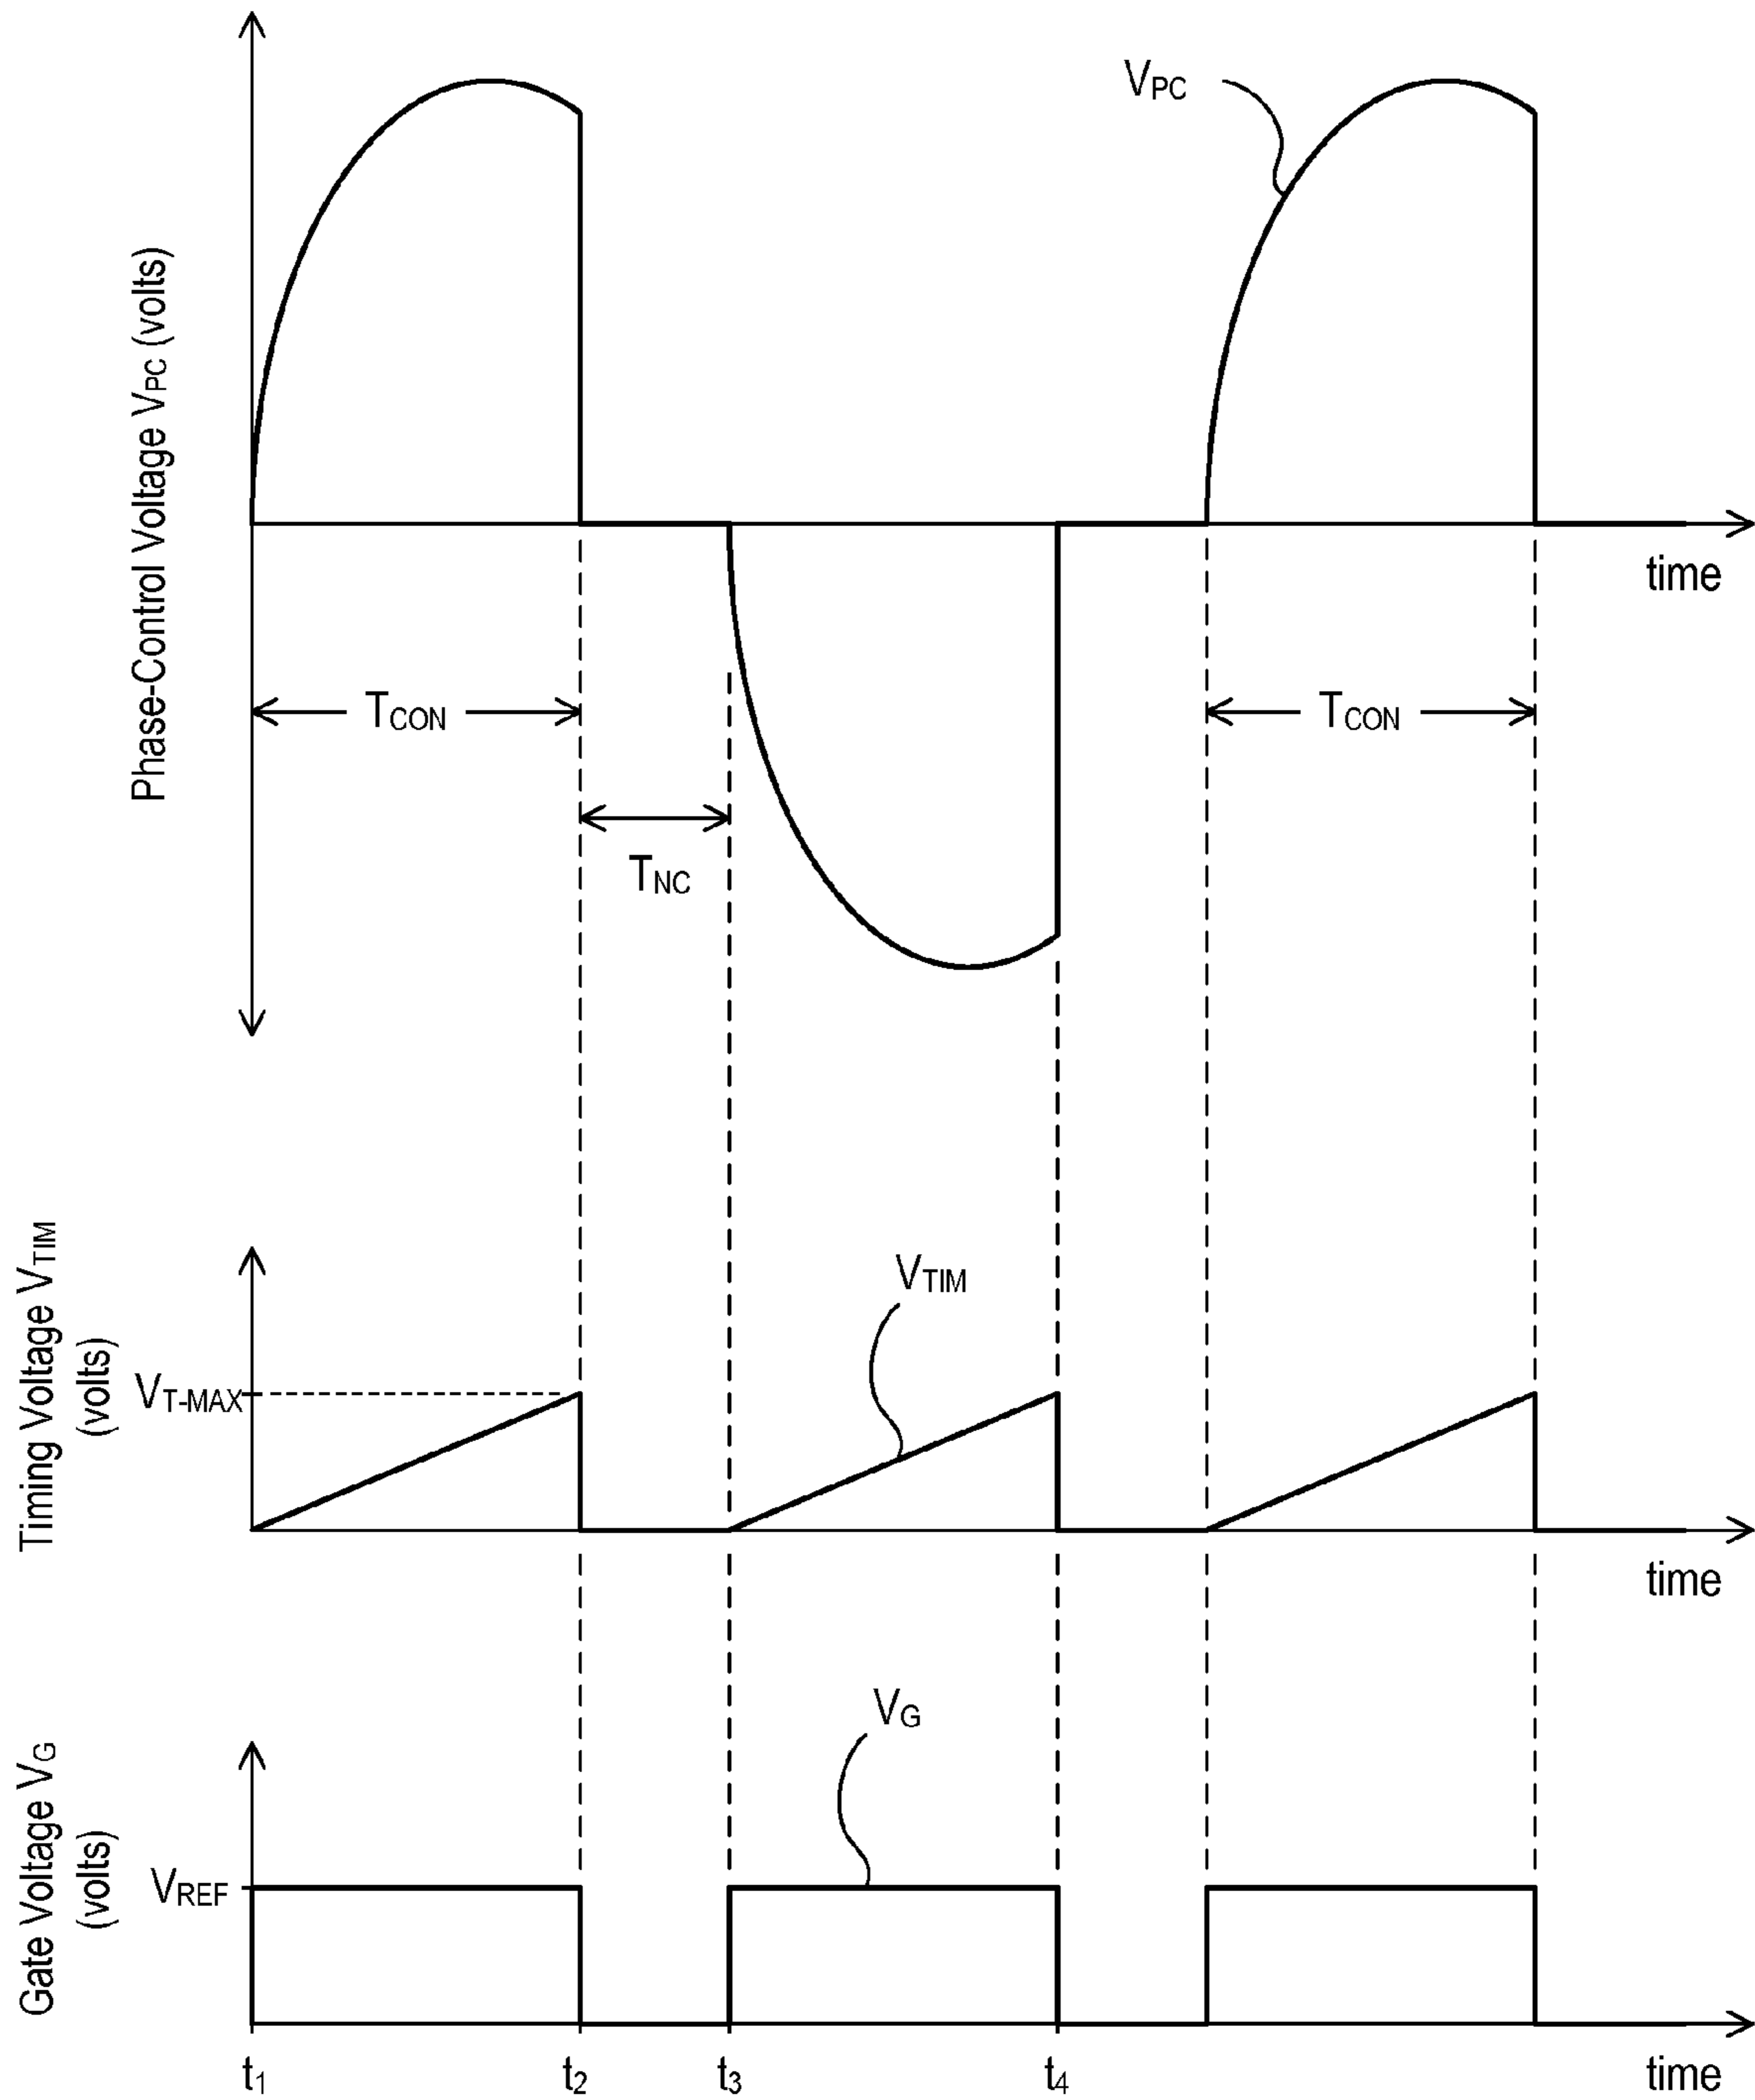 Phase-Control Voltage VPC (volts)
VPC
time
TCON
TCON
TNC
Timing Voltage VTIM
(volts)
VTIM
VT-MAX
time
Gate Voltage VG
(volts)
VG
VREF
t1 t2 t3 t4 time